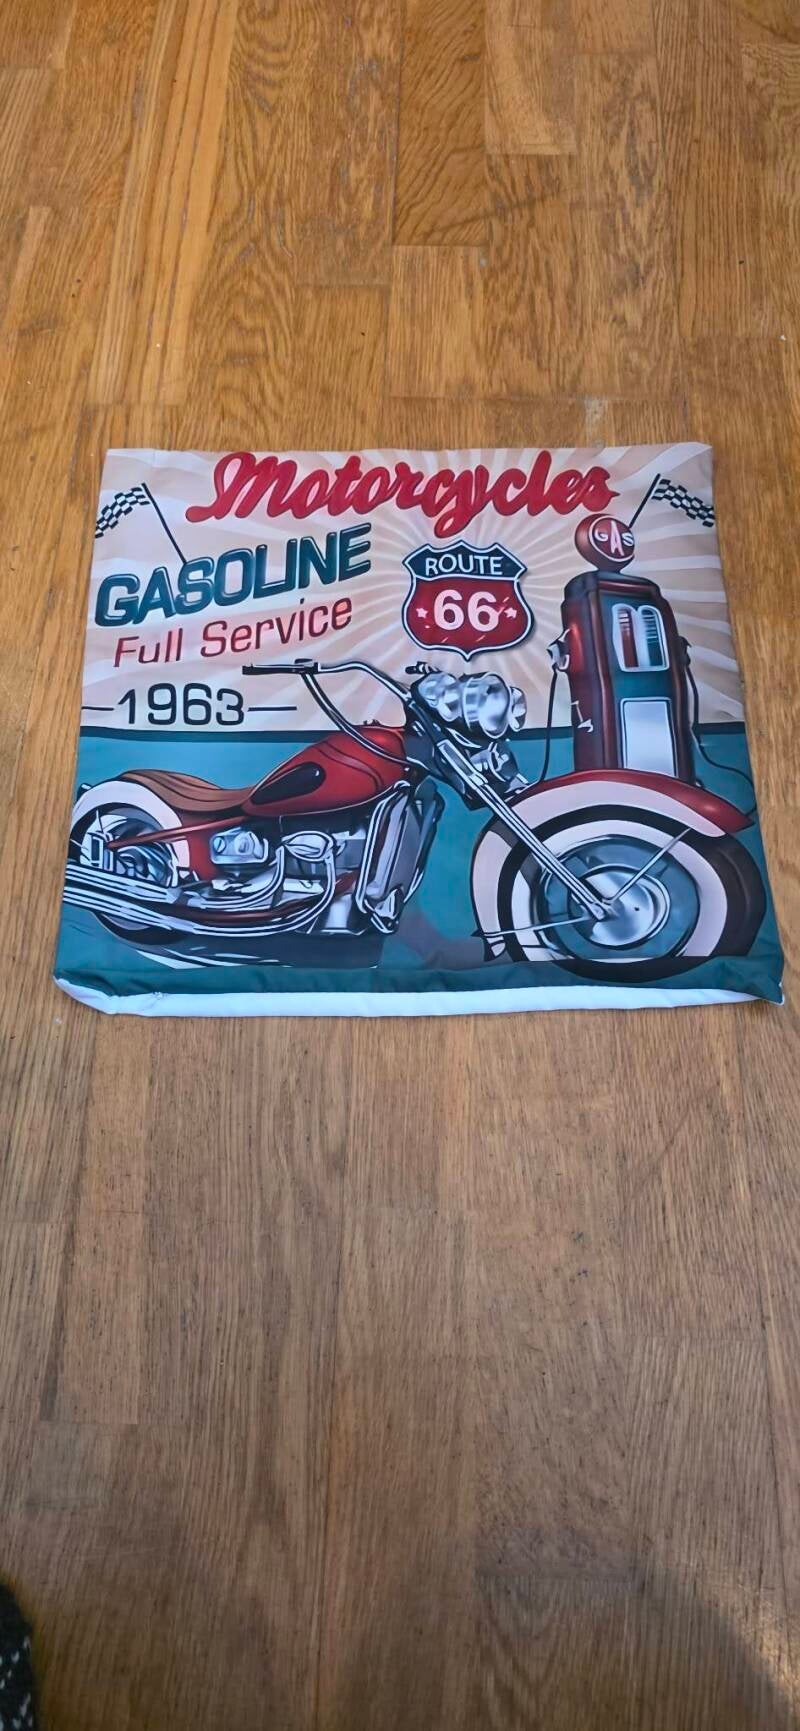 Motorcycles
GASOLINE
Full Service
1963
ROUTE
66
GAS